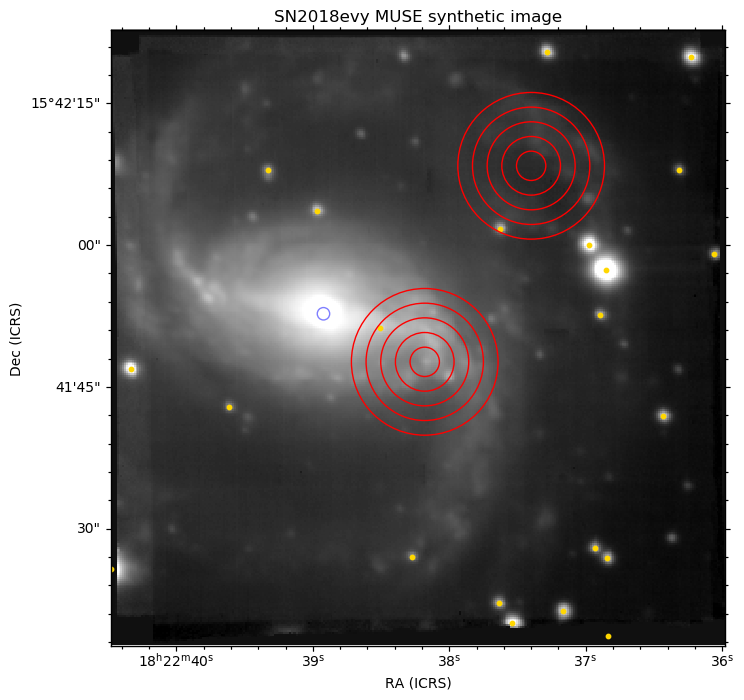 SN2018evy MUSE synthetic image
15°42'15"
00"
41'45"
30"
Dec (ICRS)
18ʰ22ᵐ40ˢ
39ˢ
38ˢ
37ˢ
36ˢ
RA (ICRS)